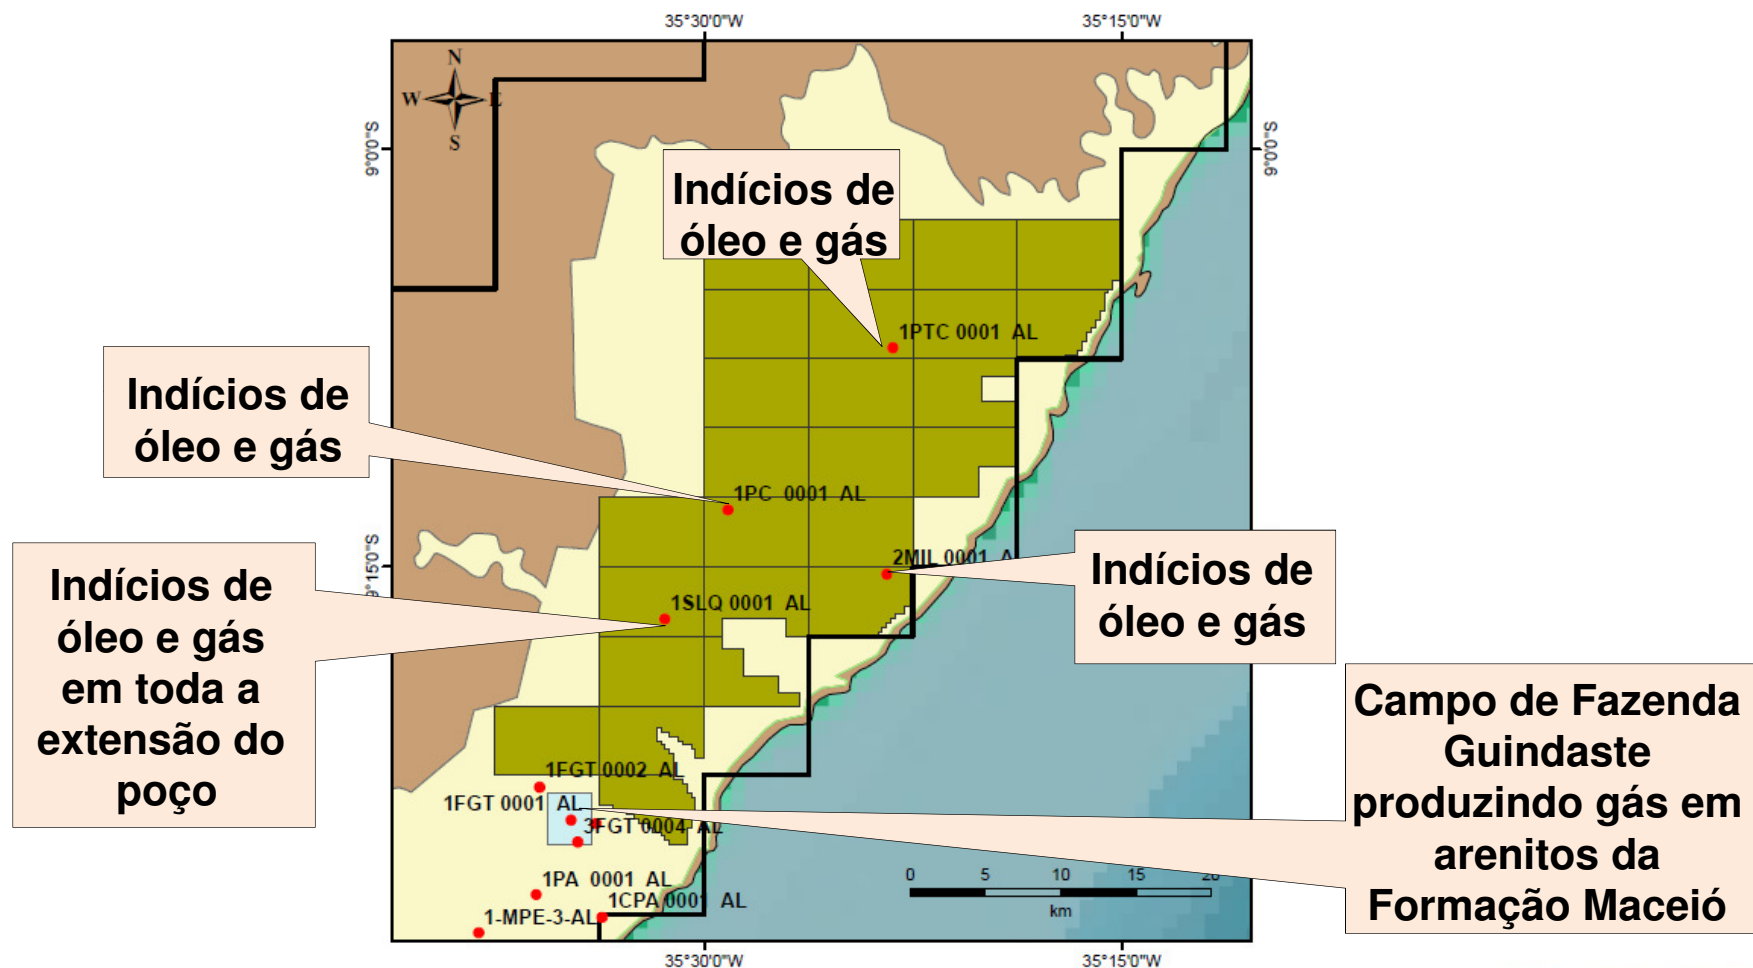 35°30'0"W
35°15'0"W
N
W
E
S
9°0'0"S
9°0'0"S
Indícios de
óleo e gás
1PTC 0001 AL
Indícios de
óleo e gás
1PC 0001 AL
9°15'0"S
2MIL 0001 A
Indícios de
óleo e gás
Indícios de
óleo e gás
em toda a
extensão do
poço
1SLQ 0001 AL
Campo de Fazenda
Guindaste
produzindo gás em
arenitos da
Formação Maceió
1FGT 0002 AL
1FGT 0001 AL
3FGT 0004 AL
1PA 0001 AL
1CPA 0001 AL
1-MPE-3-AL
0 5 10 15 20
km
35°30'0"W
35°15'0"W